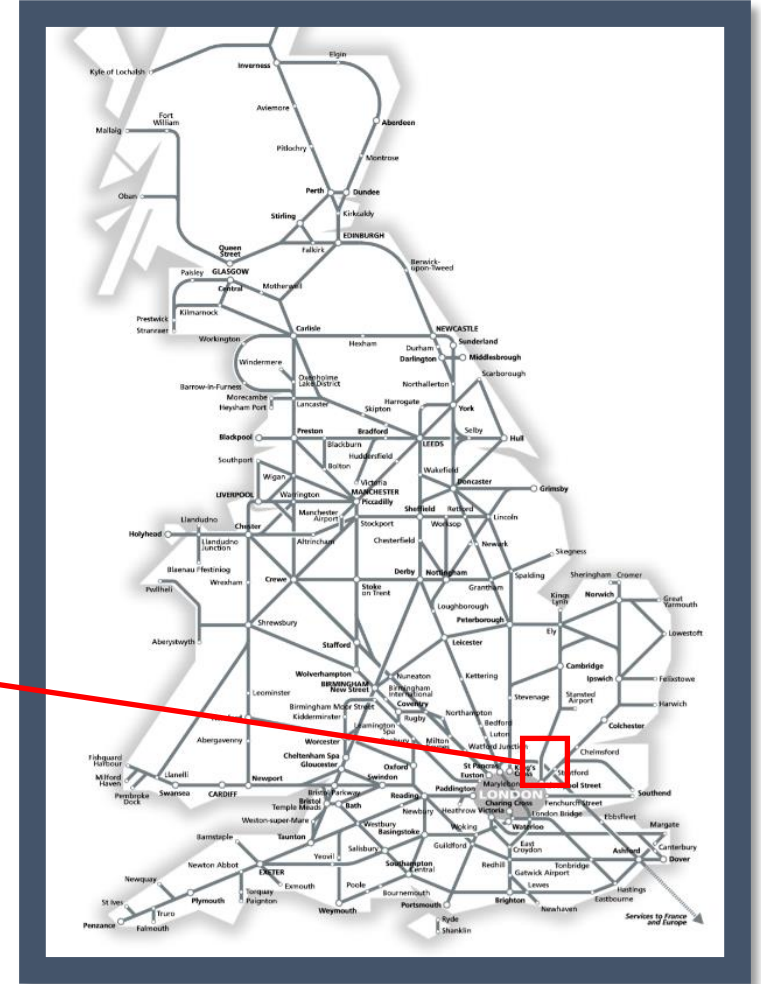 Elgin
Inverness
Kyle of Lochalsh
Aviemore
Fort
William
Mallaig
Aberdeen
Pitlochry
Montrose
Perth
Dundee
Oban
Stirling
Kirkcaldy
EDINBURGH
Queen
Street
Falkirk
Berwick-
upon-Tweed
Paisley
GLASGOW
Central
Motherwell
Prestwick
Kilmarnock
Stranraer
Carlisle
NEWCASTLE
Workington
Hexham
Sunderland
Durham
Darlington
Middlesbrough
Windermere
Oxenholme
Lake District
Scarborough
Barrow-in-Furness
Northallerton
Morecambe
Heysham Port
Lancaster
Harrogate
York
Skipton
Blackpool
Preston
Bradford
Selby
Hull
Blackburn
LEEDS
Southport
Huddersfield
Bolton
Wakefield
Wigan
Victoria
LIVERPOOL
Warrington
MANCHESTER
Piccadilly
Doncaster
Grimsby
Manchester
Airport
Sheffield
Retford
Lincoln
Llandudno
Chester
Stockport
Worksop
Holyhead
Llandudno
Junction
Altrincham
Chesterfield
Newark
Skegness
Blaenau Ffestiniog
Wrexham
Crewe
Stoke
on Trent
Derby
Nottingham
Spalding
Sheringham
Cromer
Pwllheli
Grantham
Kings
Lynn
Norwich
Great
Yarmouth
Loughborough
Shrewsbury
Peterborough
Ely
Lowestoft
Aberystwyth
Stafford
Leicester
Wolverhampton
Cambridge
BIRMINGHAM
New Street
Nuneaton
Birmingham
International
Kettering
Ipswich
Felixstowe
Leominster
Stevenage
Stansted
Airport
Harwich
Birmingham Moor Street
Coventry
Kidderminster
Rugby
Northampton
Bedford
Colchester
Leamington
Spa
Luton
Abergavenny
Worcester
Milton
Watford Junction
Chelmsford
Fishguard
Harbour
Cheltenham Spa
Gloucester
Oxford
St Pancras
Euston
Milford
Haven
Llanelli
Newport
Swindon
Paddington
Marylebone
Pembroke
Dock
Swansea
CARDIFF
Bristol Parkway
Reading
LONDON
Southend
Bristol
Temple Meads
Bath
Newbury
Heathrow
Victoria
Charing Cross
Fenchurch Street
London Bridge
Ebbsfleet
Weston-super-Mare
Westbury
Basingstoke
Woking
Waterloo
Margate
Barnstaple
Taunton
Salisbury
Guildford
East
Croydon
Canterbury
Yeovil
Ashford
Dover
Newton Abbot
EXETER
Southampton
Central
Redhill
Tonbridge
Gatwick Airport
Newquay
Exmouth
Poole
Lewes
Hastings
St Ives
Plymouth
Torquay
Paignton
Bournemouth
Portsmouth
Brighton
Newhaven
Eastbourne
Truro
Weymouth
Penzance
Falmouth
Ryde
Shanklin
Services to France
and Europe